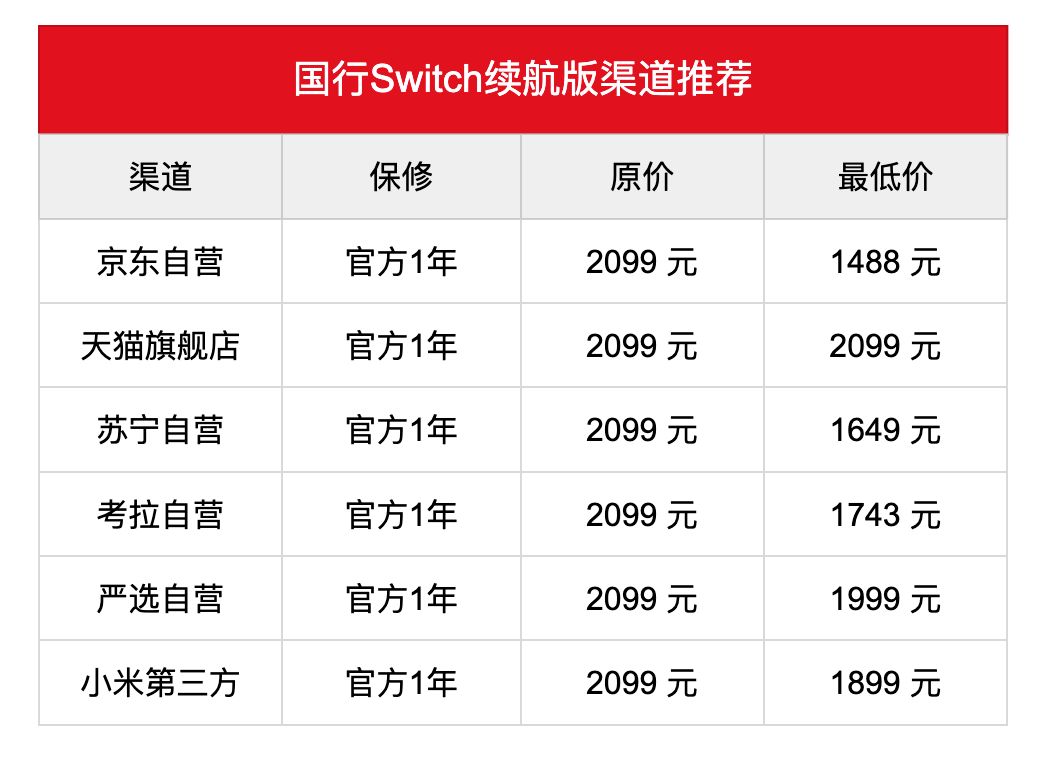 国行Switch续航版渠道推荐
渠道 保修 原价 最低价
京东自营 官方1年 2099 元 1488 元
天猫旗舰店 官方1年 2099 元 2099 元
苏宁自营 官方1年 2099 元 1649 元
考拉自营 官方1年 2099 元 1743 元
严选自营 官方1年 2099 元 1999 元
小米第三方 官方1年 2099 元 1899 元